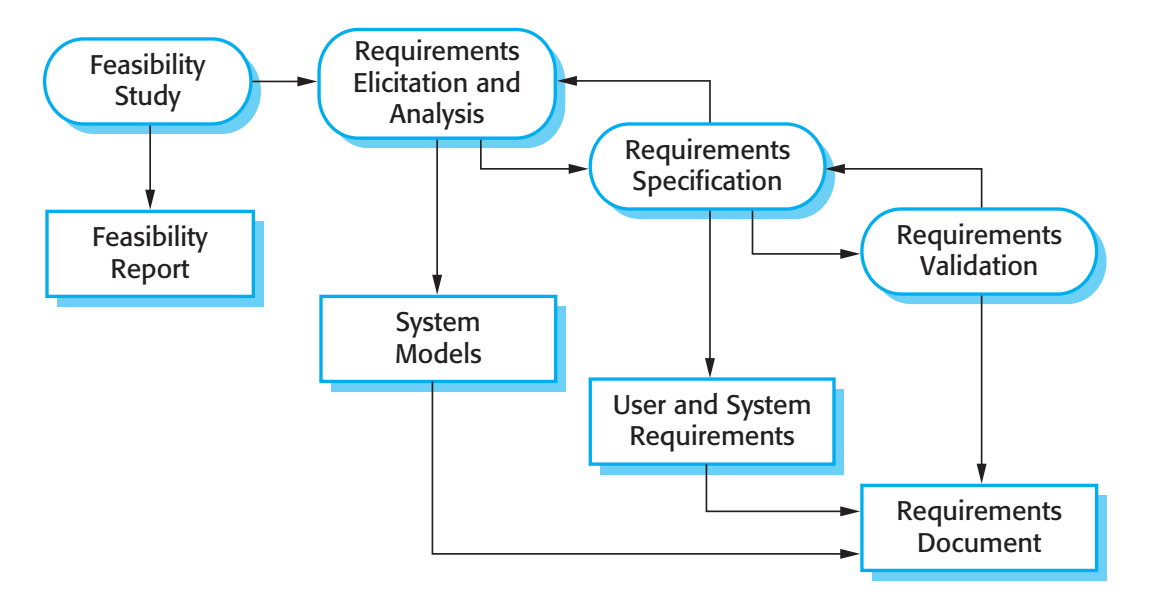 Feasibility
Study
Requirements
Elicitation and
Analysis
Requirements
Specification
Requirements
Validation
Feasibility
Report
System
Models
User and System
Requirements
Requirements
Document